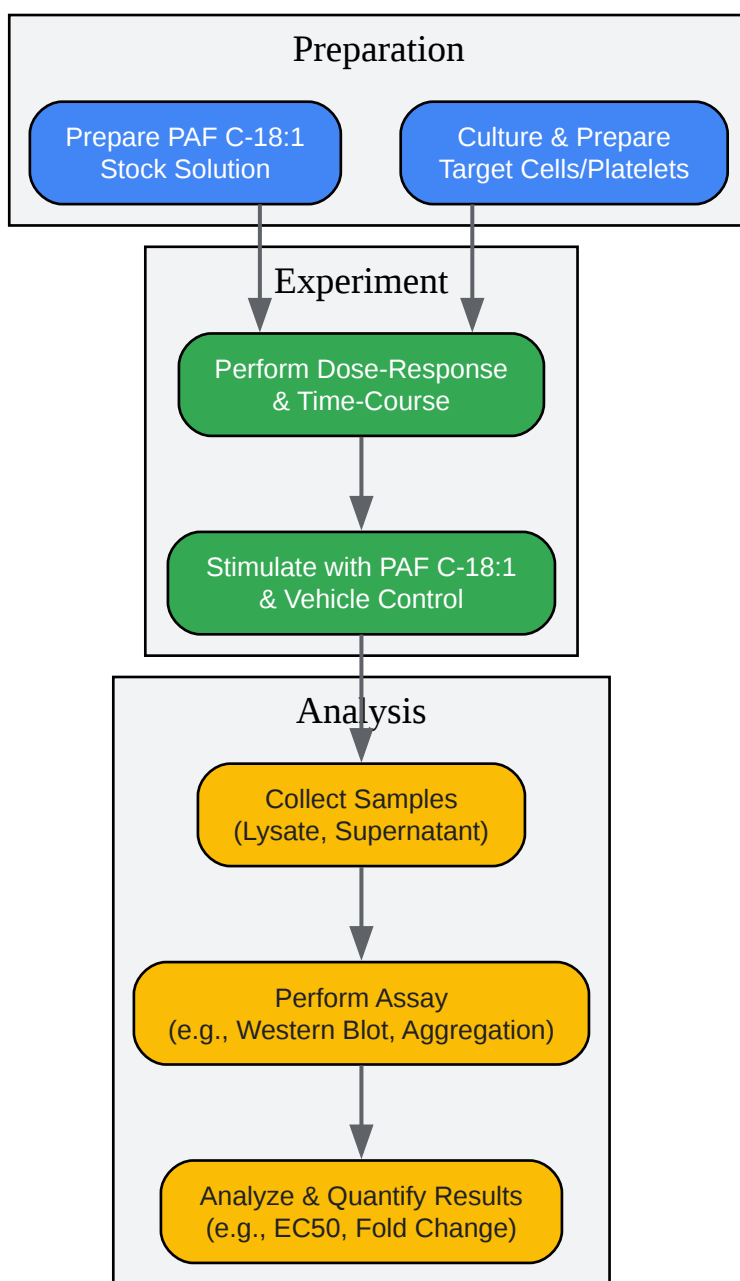 Preparation
Prepare PAF C-18:1
Stock Solution
Culture & Prepare
Target Cells/Platelets
Experiment
Perform Dose-Response
& Time-Course
Stimulate with PAF C-18:1
& Vehicle Control
Analysis
Collect Samples
(Lysate, Supernatant)
Perform Assay
(e.g., Western Blot, Aggregation)
Analyze & Quantify Results
(e.g., EC50, Fold Change)